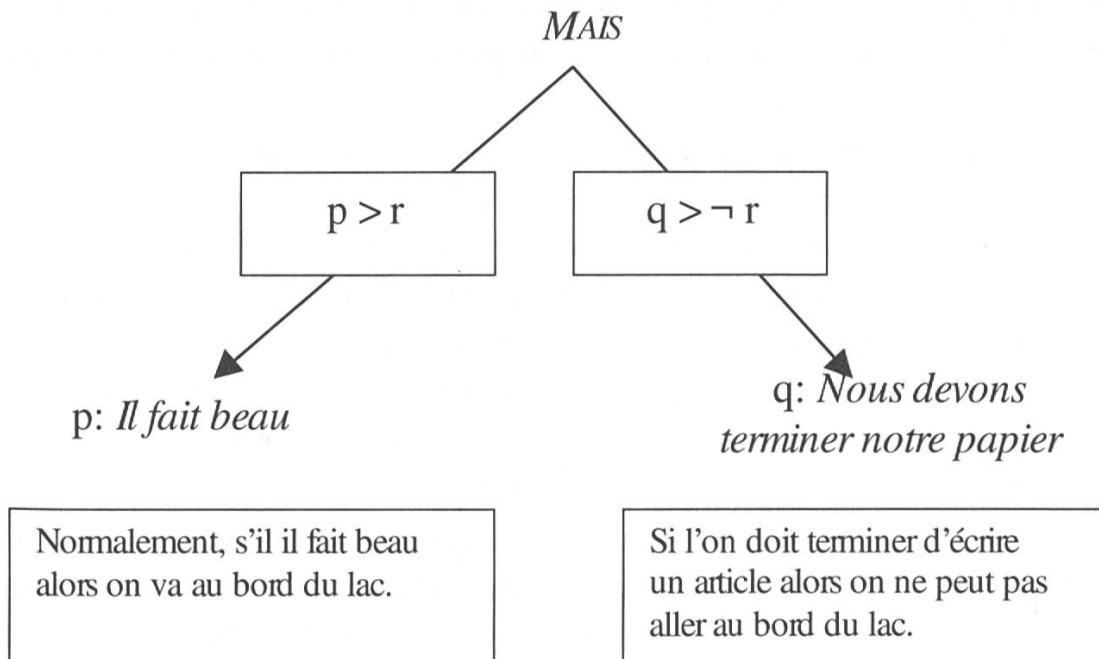 MAIS
p > r
q > ¬ r
p: Il fait beau
q: Nous devons
terminer notre papier
Normalement, s'il il fait beau
alors on va au bord du lac.
Si l'on doit terminer d'écrire
un article alors on ne peut pas
aller au bord du lac.